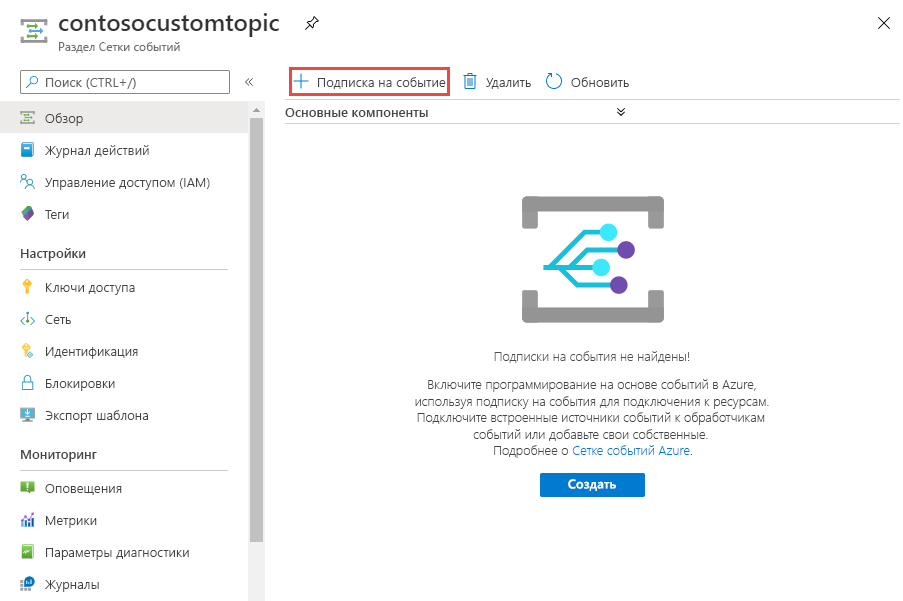 contosocustomtopic
Раздел Сетки событий
Поиск (CTRL+/)
«
Обзор
Журнал действий
Управление доступом (IAM)
Теги
Настройки
Ключи доступа
Сеть
Идентификация
Блокировки
Экспорт шаблона
Мониторинг
Оповещения
Метрики
Параметры диагностики
Журналы
Подписка на событие
Удалить
Обновить
Основные компоненты
Подписки на события не найдены!
Включите программирование на основе событий в Azure,
используя подписку на события для подключения к ресурсам.
Подключите встроенные источники событий к обработчикам
событий или добавьте свои собственные.
Подробнее о Сетке событий Azure.
Создать